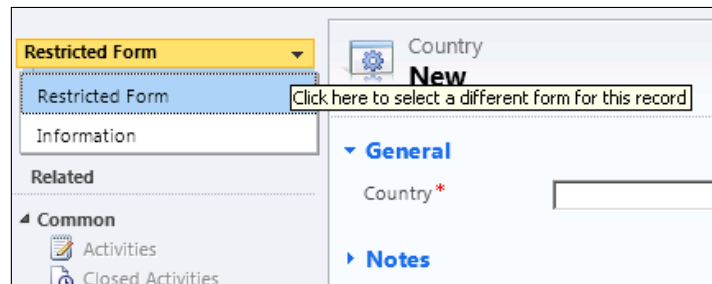 Restricted Form
Restricted Form
Information
Related
Common
Activities
Closed Activities
Country
New
Click here to select a different form for this record
General
Country*
Notes